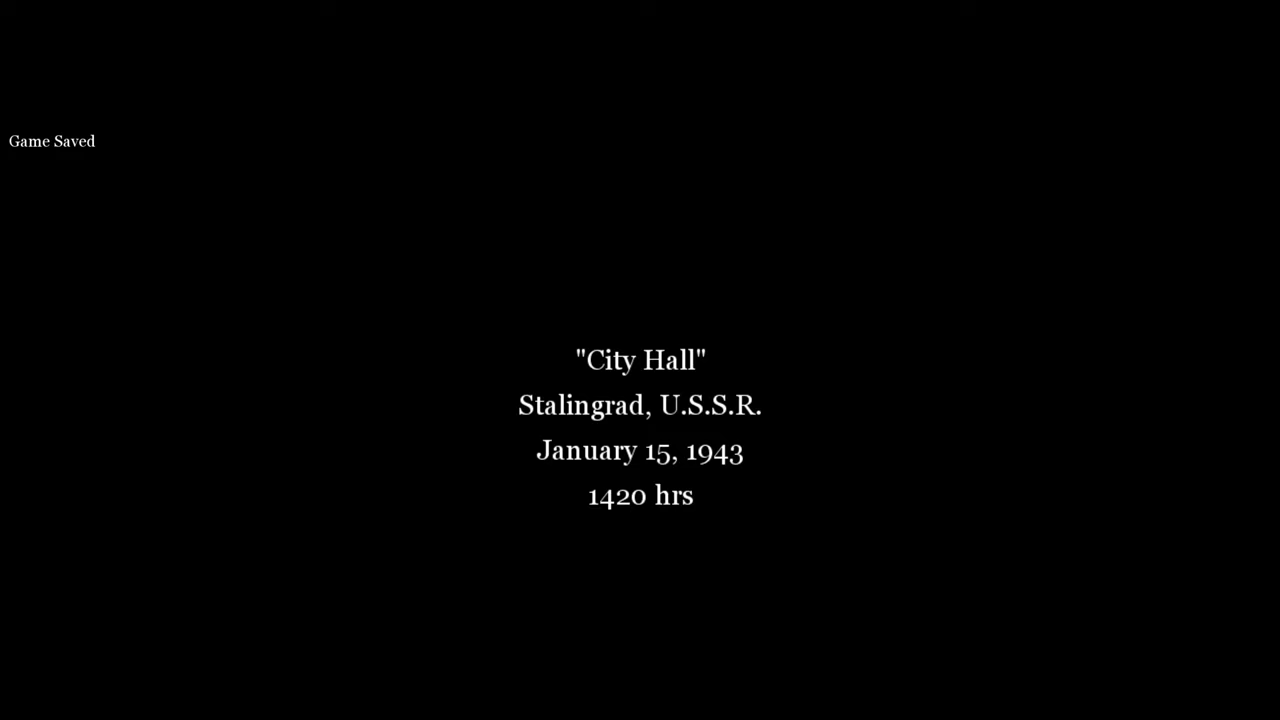 Game Saved
"City Hall"
Stalingrad, U.S.S.R.
January 15, 1943
1420 hrs